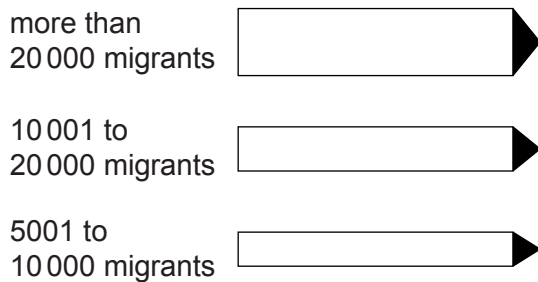 more than
20 000 migrants
10 001 to
20 000 migrants
5001 to
10 000 migrants